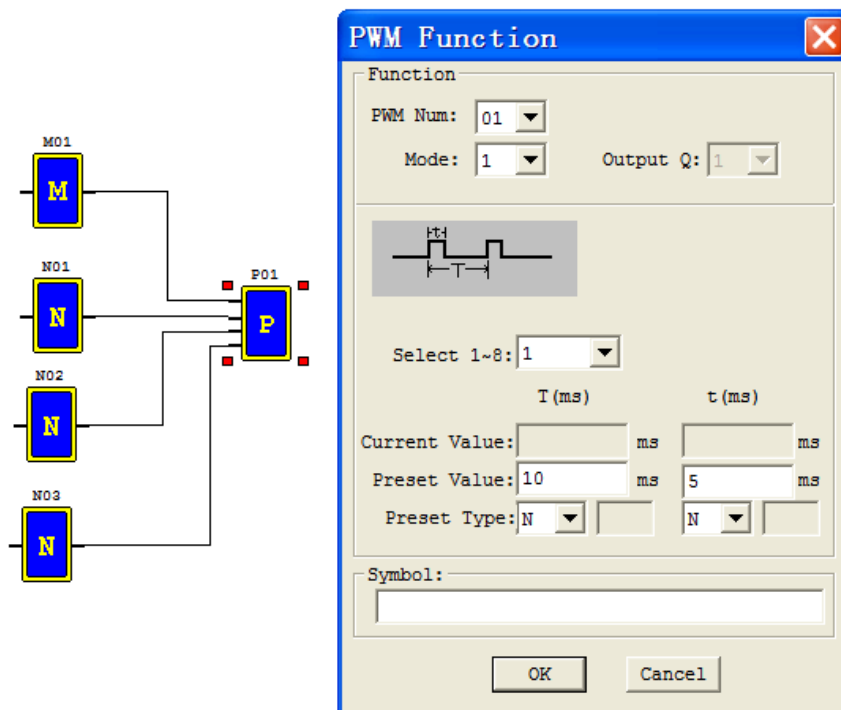 M01
M
N01
N
N02
N
N03
N
P01
P
PWM Function
Function
PWM Num: 01
Mode: 1 Output Q: 1
t
T
Select 1~8: 1
T(ms) t(ms)
Current Value: ms ms
Preset Value: 10 ms 5 ms
Preset Type: N N
Symbol:
OK Cancel